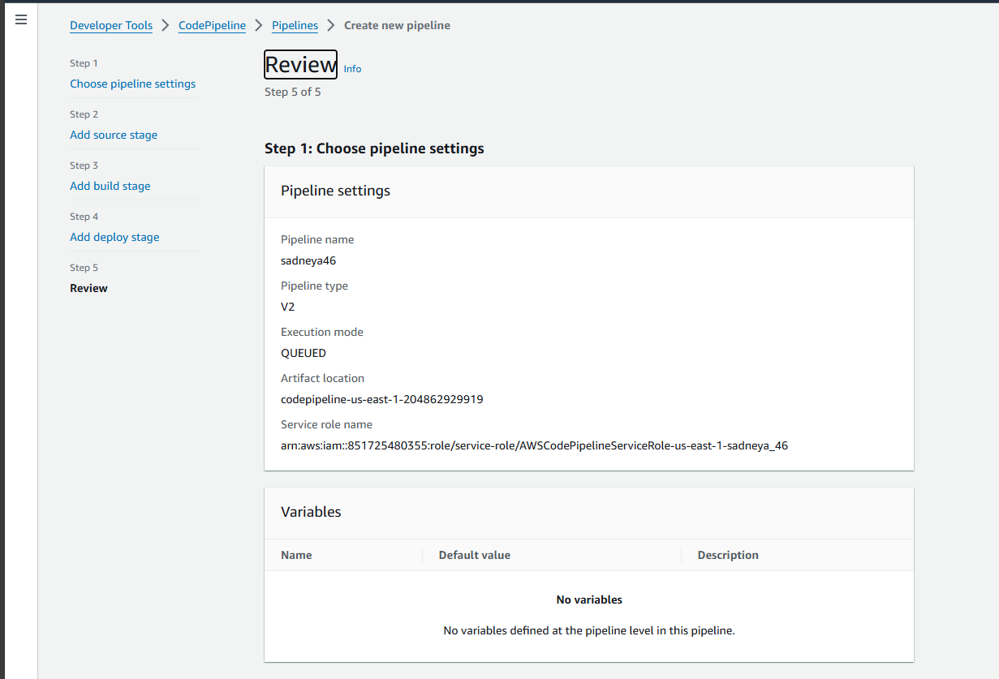 Developer Tools > CodePipeline > Pipelines > Create new pipeline
Step 1
Choose pipeline settings
Step 2
Add source stage
Step 3
Add build stage
Step 4
Add deploy stage
Step 5
Review
Review Info
Step 5 of 5
Step 1: Choose pipeline settings
Pipeline settings
Pipeline name
sadneya46
Pipeline type
V2
Execution mode
QUEUED
Artifact location
codepipeline-us-east-1-204862929919
Service role name
arn:aws:iam::851725480355:role/service-role/AWSCodePipelineServiceRole-us-east-1-sadneya_46
Variables
Name Default value Description
No variables
No variables defined at the pipeline level in this pipeline.